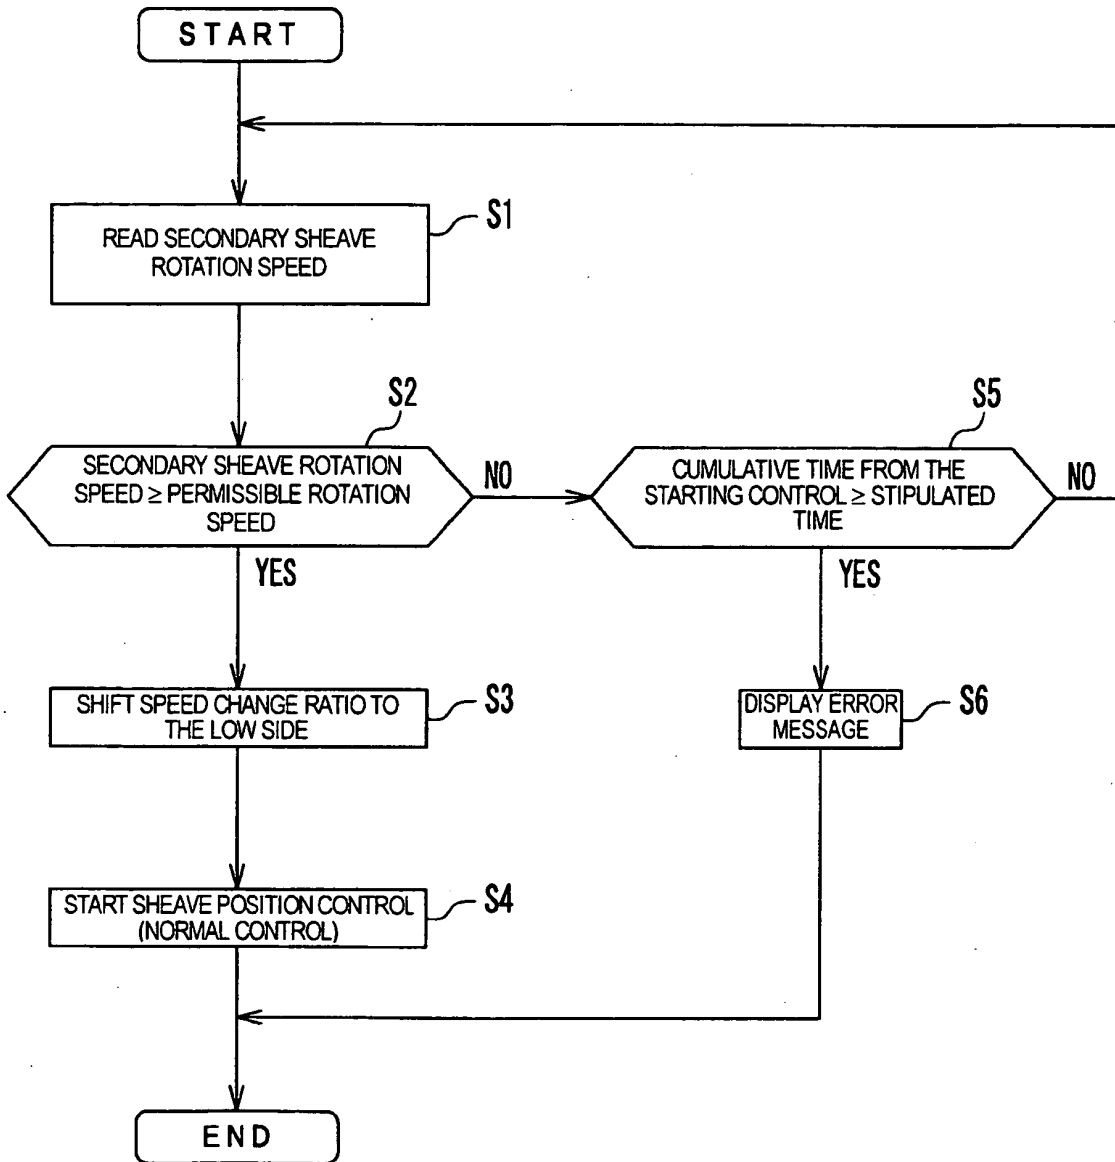 START
READ SECONDARY SHEAVE
ROTATION SPEED
S1
SECONDARY SHEAVE ROTATION
SPEED ≥ PERMISSIBLE ROTATION
SPEED
S2
NO
YES
CUMULATIVE TIME FROM THE
STARTING CONTROL ≥ STIPULATED
TIME
S5
NO
YES
SHIFT SPEED CHANGE RATIO TO
THE LOW SIDE
S3
DISPLAY ERROR
MESSAGE
S6
START SHEAVE POSITION CONTROL
(NORMAL CONTROL)
S4
END